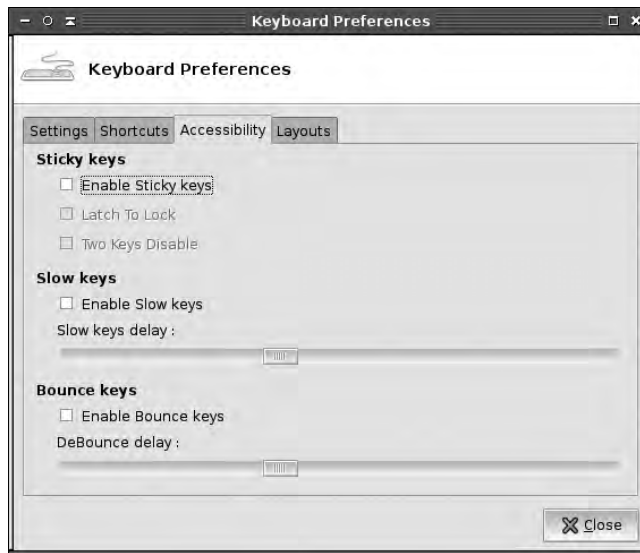 Keyboard Preferences
Keyboard Preferences
Settings Shortcuts Accessibility Layouts
Sticky keys
Enable Sticky keys
Latch To Lock
Two Keys Disable
Slow keys
Enable Slow keys
Slow keys delay :
Bounce keys
Enable Bounce keys
DeBounce delay :
Close